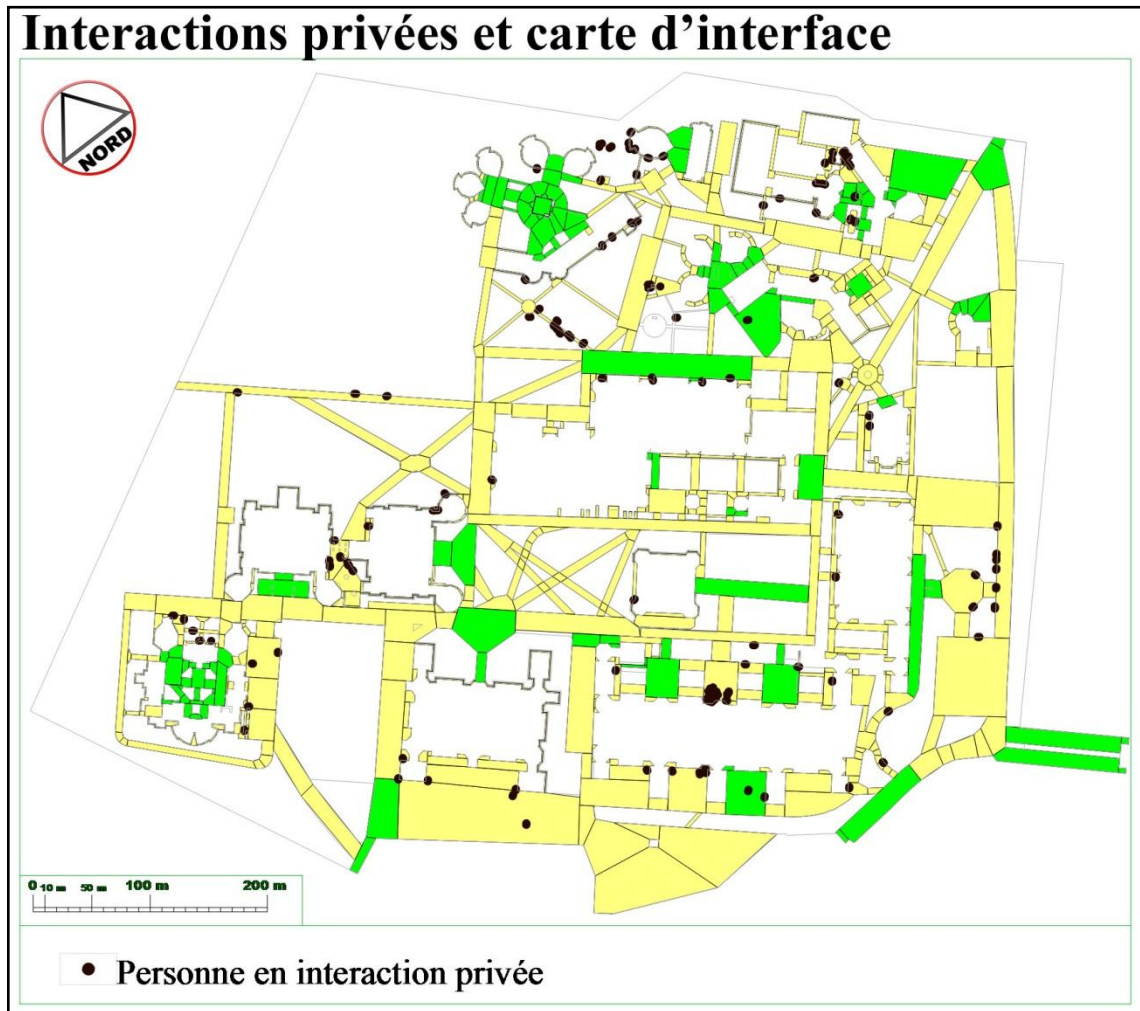 Interactions privées et carte d'interface
NORD
0 10 m 50 m 100 m 200 m
Personne en interaction privée